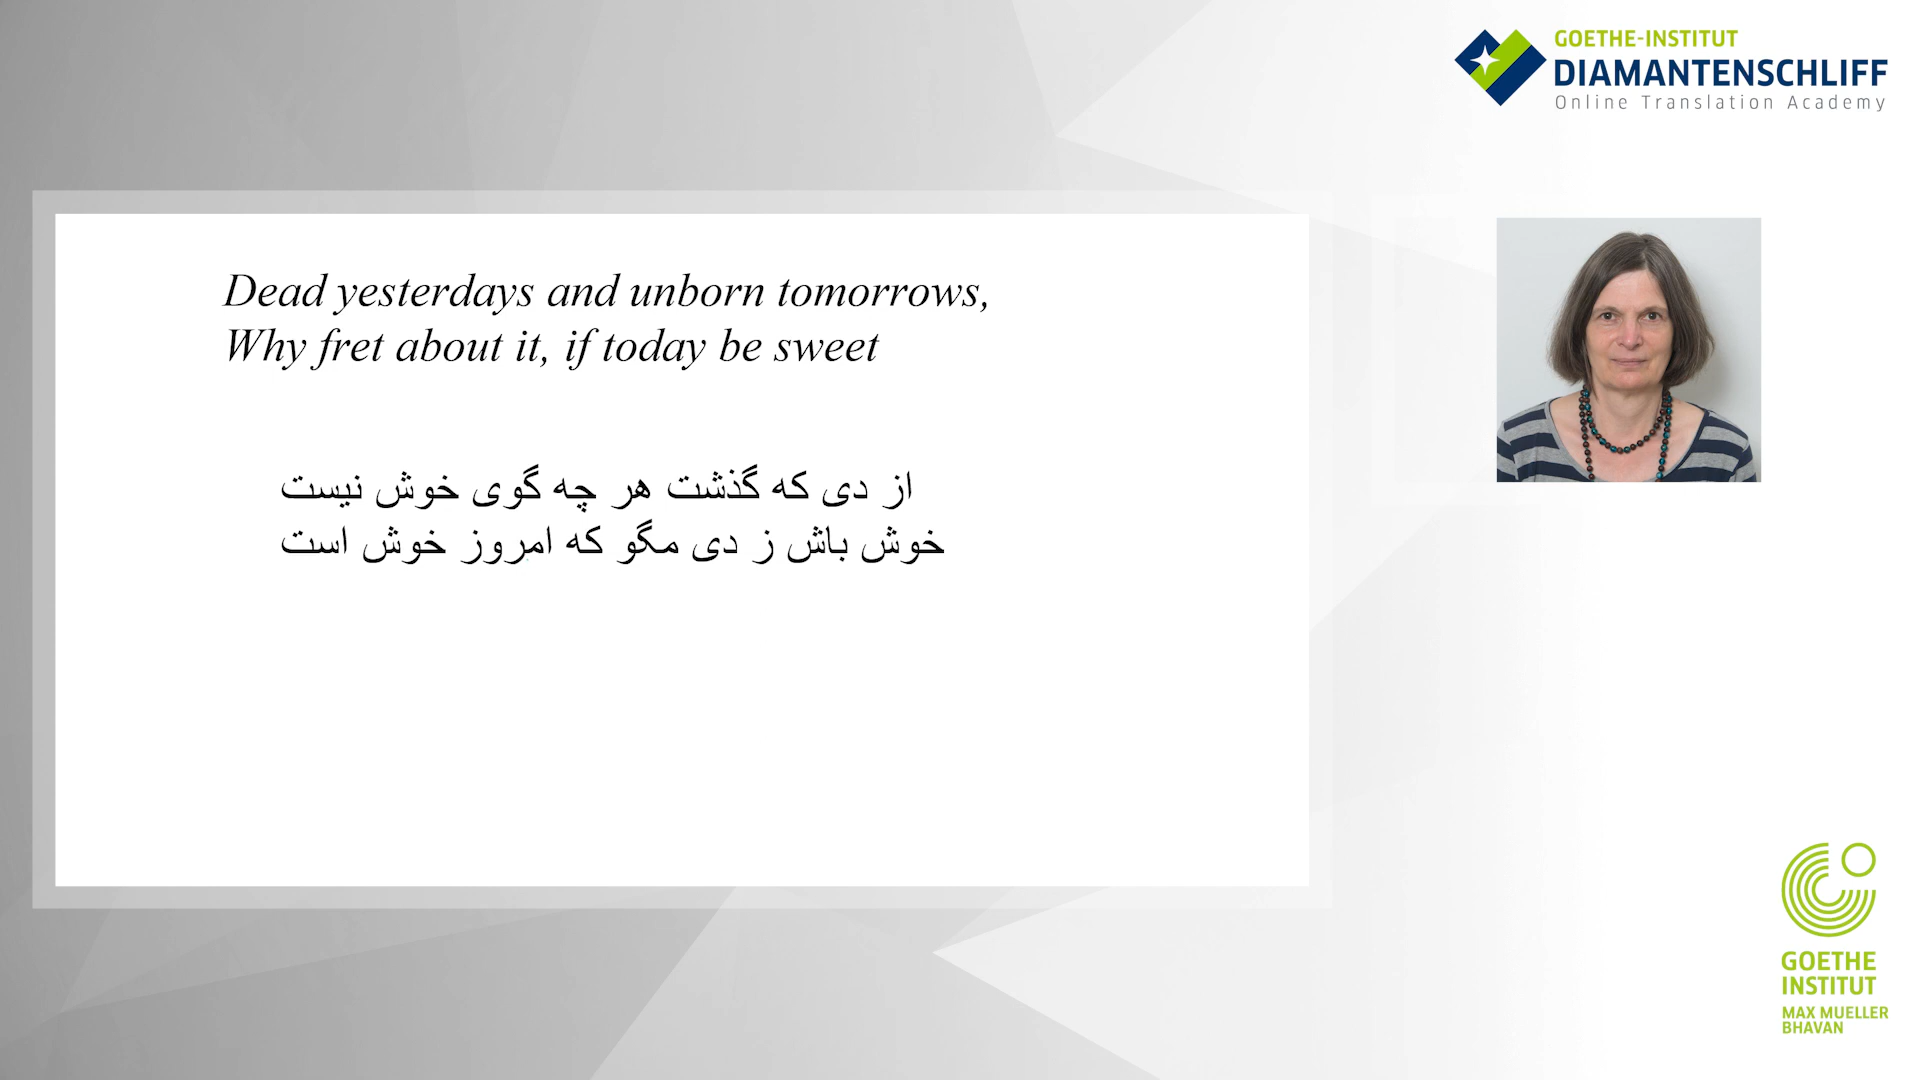 GOETHE-INSTITUT
DIAMANTENSCHLIFF
Online Translation Academy
Dead yesterdays and unborn tomorrows,
Why fret about it, if today be sweet
از دی که گذشت هر چه گوی خوش نیست
خوش باش ز دی مگو که امروز خوش است
GOETHE
INSTITUT
MAX MUELLER
BHAVAN